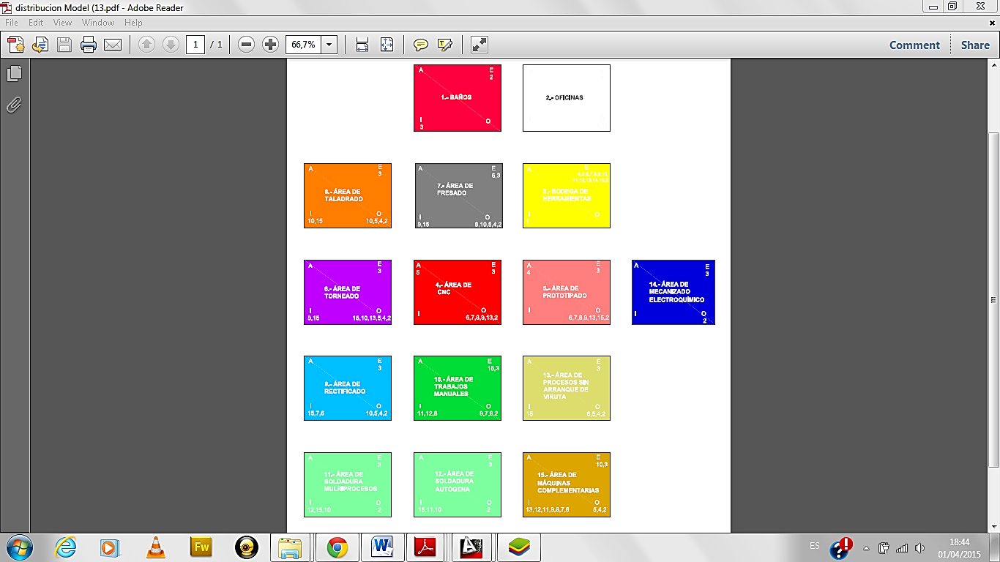 distribucion Model (13.pdf - Adobe Reader
File Edit View Window Help
1 / 1
66,7%
Comment Share
A E
2
1.- BAÑOS
I O
3
2.- OFICINAS
A E
3
8.- ÁREA DE
TALADRADO
I O
10,15 10,5,4,2
A E
6,3
7.- ÁREA DE
FRESADO
I O
9,15 8,10,5,4,2
A E
3.- BODEGA DE
HERRAMIENTAS
I O
1
A E
3
6.- ÁREA DE
TORNEADO
I O
9,15 15,10,13,5,4,2
A E
5 3
4.- ÁREA DE
CNC
I O
6,7,8,9,13,2
A E
4 3
5.- ÁREA DE
PROTOTIPADO
I O
6,7,8,9,13,15,2
A E
3
14.- ÁREA DE
MECANIZADO
ELECTROQUÍMICO
I O
2
A E
3
9.- ÁREA DE
RECTIFICADO
I O
15,7,6 10,5,4,2
A E
15,3
10.- ÁREA DE
TRABAJOS
MANUALES
I O
11,12,8 9,7,6,2
A E
3
13.- ÁREA DE
PROCESOS SIN
ARRANQUE DE
VIRUTA
I O
15 6,5,4,2
A E
3
11.- ÁREA DE
SOLDADURA
MULRIPROCESOS
I O
12,15,10 2
A E
3
12.- ÁREA DE
SOLDADURA
AUTÓGENA
I O
15,11,10 2
A E
10,3
15.- ÁREA DE
MÁQUINAS
COMPLEMENTARIAS
I O
13,12,11,9,8,7,6 5,4,2
Fw
ES
18:44
01/04/2015